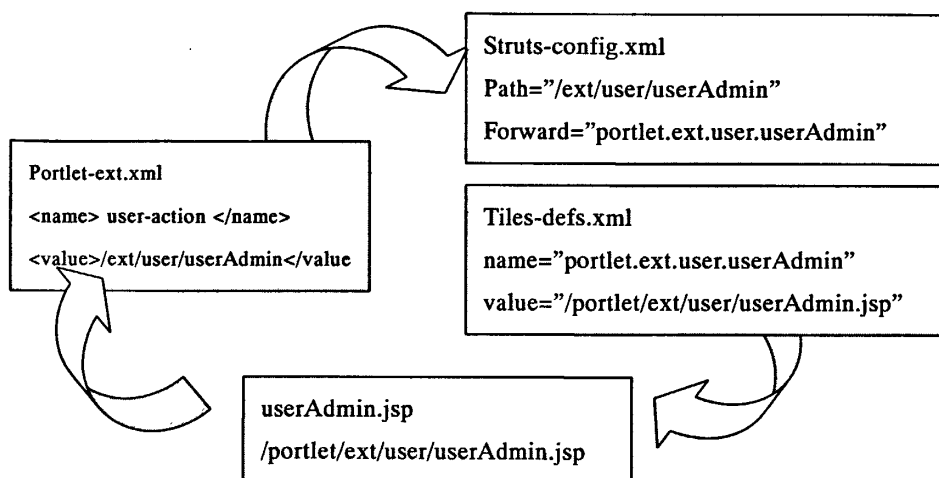 Struts-config.xml
Path=”/ext/user/userAdmin”
Forward=”portlet.ext.user.userAdmin”
Portlet-ext.xml
<name> user-action </name>
<value>/ext/user/userAdmin</value
Tiles-defs.xml
name=”portlet.ext.user.userAdmin”
value=”/portlet/ext/user/userAdmin.jsp”
userAdmin.jsp
/portlet/ext/user/userAdmin.jsp